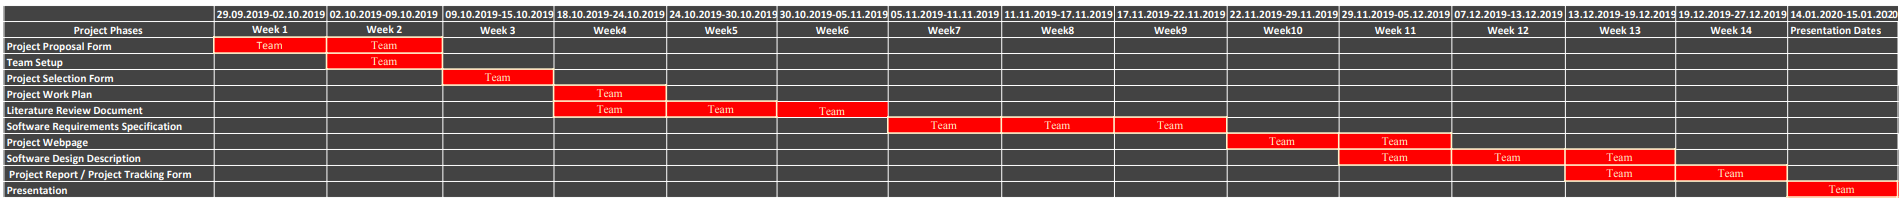 29.09.2019-02.10.2019 02.10.2019-09.10.2019 09.10.2019-15.10.2019 18.10.2019-24.10.2019 24.10.2019-30.10.2019 30.10.2019-05.11.2019 05.11.2019-11.11.2019 11.11.2019-17.11.2019 17.11.2019-22.11.2019 22.11.2019-29.11.2019 29.11.2019-05.12.2019 07.12.2019-13.12.2019 13.12.2019-19.12.2019 19.12.2019-27.12.2019 14.01.2020-15.01.2020
Project Phases Week 1 Week 2 Week 3 Week4 Week5 Week6 Week7 Week8 Week9 Week10 Week 11 Week 12 Week 13 Week 14 Presentation Dates
Project Proposal Form Team Team
Team Setup Team
Project Selection Form Team
Project Work Plan Team
Literature Review Document Team Team Team
Software Requirements Specification Team Team Team
Project Webpage Team Team
Software Design Description Team Team Team
Project Report / Project Tracking Form Team Team
Presentation Team